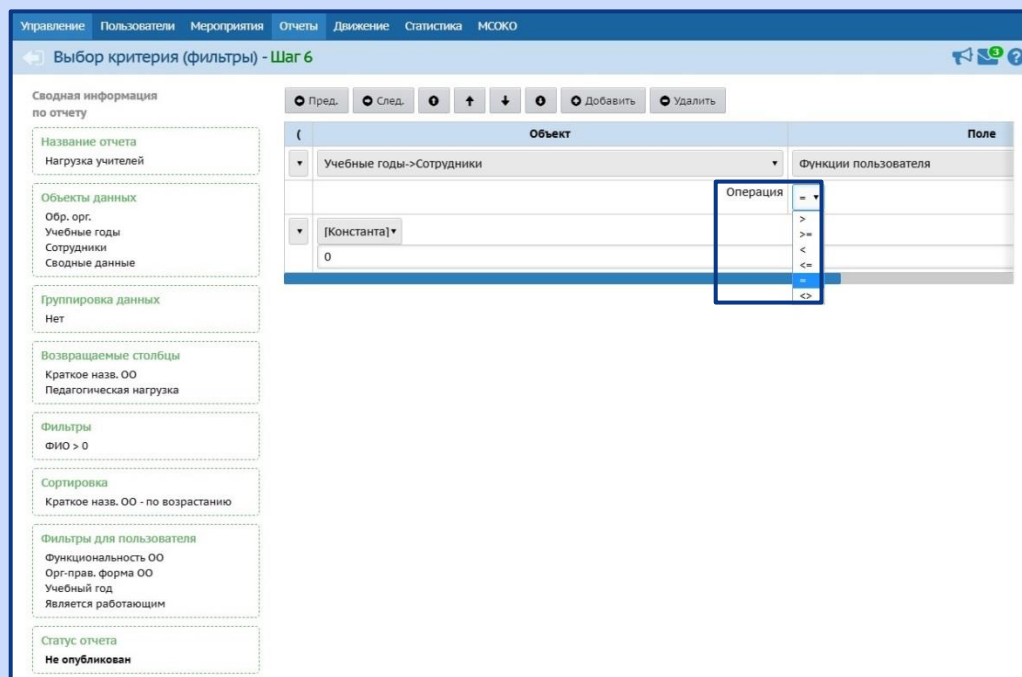 Управление Пользователи Мероприятия Отчеты Движение Статистика МСОКО
Выбор критерия (фильтры) - Шаг 6
3
?
Сводная информация
по отчету
Название отчета
Нагрузка учителей
Объекты данных
Обр. орг.
Учебные годы
Сотрудники
Сводные данные
Группировка данных
Нет
Возвращаемые столбцы
Краткое назв. ОО
Педагогическая нагрузка
Фильтры
ФИО > 0
Сортировка
Краткое назв. ОО - по возрастанию
Фильтры для пользователя
Функциональность ОО
Орг-прав. форма ОО
Учебный год
Является работающим
Статус отчета
Не опубликован
Пред. След. Добавить Удалить
( Объект Поле
Учебные годы->Сотрудники Функции пользователя
Операция =
>
>=
<
<=
=
<>
[Константа]
0